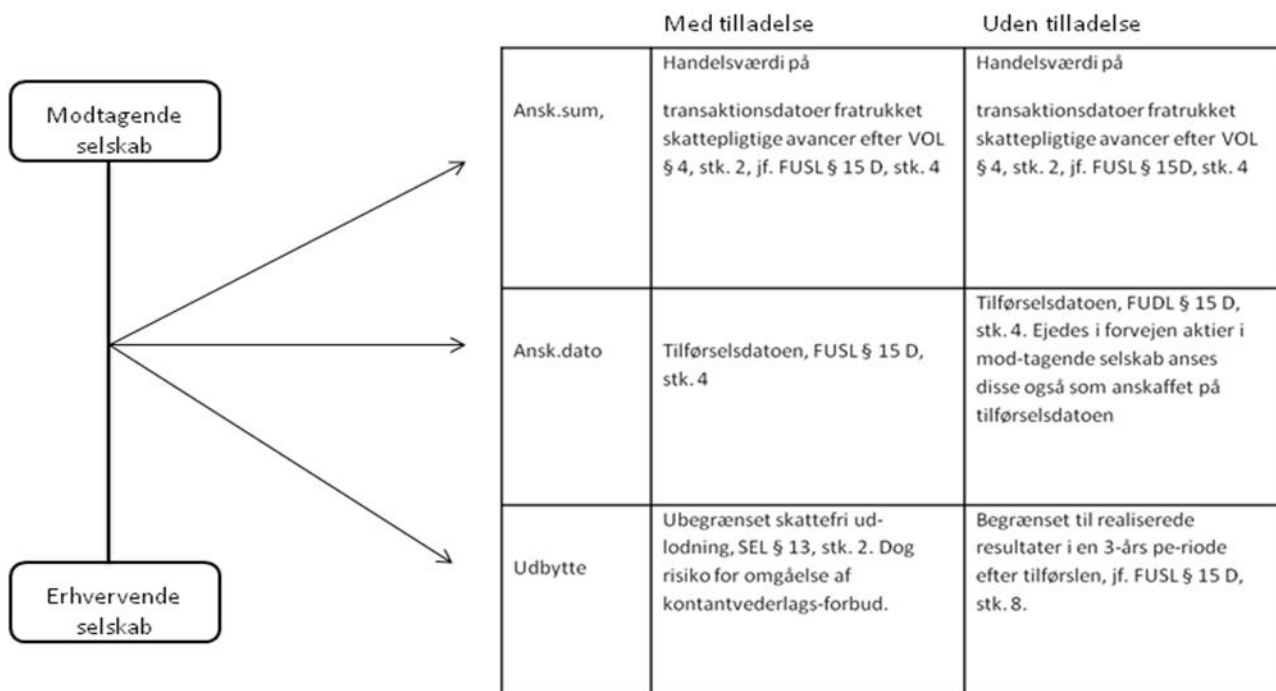 Med tilladelse
Uden tilladelse
Modtagende
selskab
Erhvervende
selskab
Ansk.sum,
Handelsværdi på
transaktionsdatoer fratrukket
skattepligtige avancer efter VOL
§ 4, stk. 2, jf. FUSL § 15 D, stk. 4
Handelsværdi på
transaktionsdatoer fratrukket
skattepligtige avancer efter VOL
§ 4, stk. 2, jf. FUSL § 15D, stk. 4
Ansk.dato
Tilførselsdatoen, FUSL § 15 D,
stk. 4
Tilførselsdatoen, FUDL § 15 D,
stk. 4. Ejedes i forvejen aktier i
mod-tagende selskab anses
disse også som anskaffet på
tilførselsdatoen
Udbytte
Ubegrænset skattefri ud-
lodning, SEL § 13, stk. 2. Dog
risiko for omgåelse af
kontantvederlags-forbud.
Begrænset til realiserede
resultater i en 3-års pe-riode
efter tilførslen, jf. FUSL § 15 D,
stk. 8.